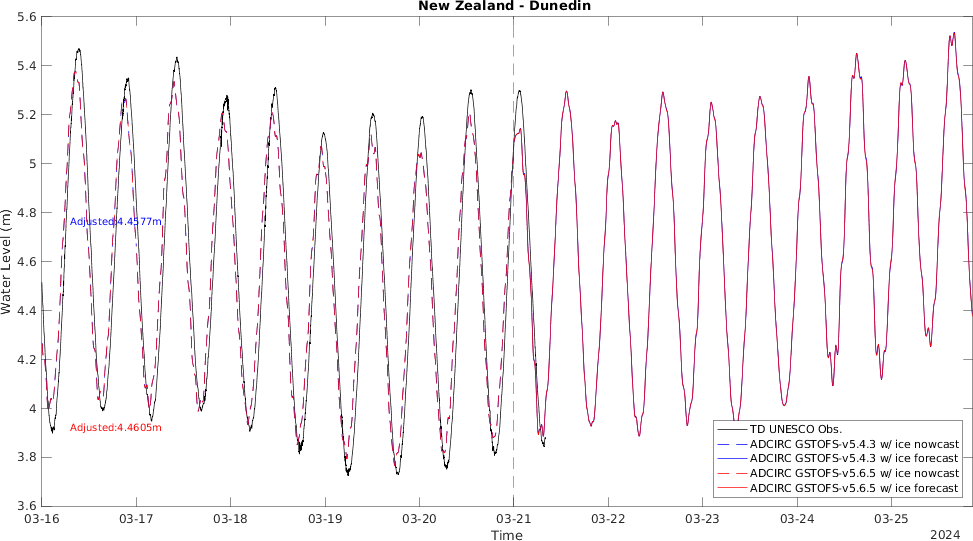 New Zealand - Dunedin
5.6
5.4
5.2
5
4.8
4.6
4.4
4.2
4
3.8
3.6
Water Level (m)
Adjusted:4.4577m
Adjusted:4.4605m
TD UNESCO Obs.
ADCIRC GSTOFS-v5.4.3 w/ ice nowcast
ADCIRC GSTOFS-v5.4.3 w/ ice forecast
ADCIRC GSTOFS-v5.6.5 w/ ice nowcast
ADCIRC GSTOFS-v5.6.5 w/ ice forecast
03-16 03-17 03-18 03-19 03-20 03-21 03-22 03-23 03-24 03-25
Time
2024